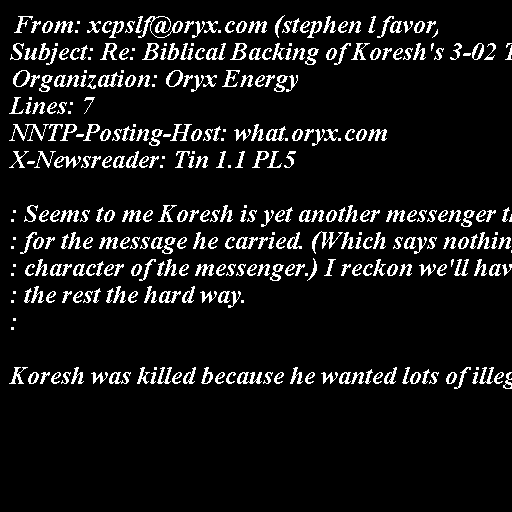 From: xcpslf@oryx.com (stephen l favor,
Subject: Re: Biblical Backing of Koresh's 3-02 T
Organization: Oryx Energy
Lines: 7
NNTP-Posting-Host: what.oryx.com
X-Newsreader: Tin 1.1 PL5

: Seems to me Koresh is yet another messenger th
: for the message he carried. (Which says nothing
: character of the messenger.) I reckon we'll hav
: the rest the hard way.
:

Koresh was killed because he wanted lots of illeg